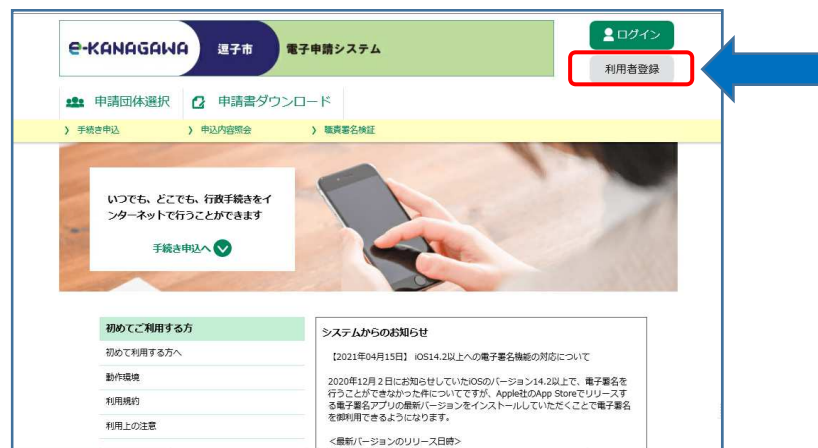 e-KANAGAWA 逗子市 電子申請システム
ログイン
利用者登録
申請団体選択 申請書ダウンロード
》 手続き申込 》 申込内容照会 》 職責署名検証
いつでも、どこでも、行政手続きをイ
ンターネットで行うことができます
手続き申込へ
初めてご利用する方
初めて利用する方へ
動作環境
利用規約
利用上の注意
システムからのお知らせ
【2021年04月15日】 iOS14.2以上への電子署名機能の対応について
2020年12月2日にお知らせしていたiOSのバージョン14.2以上で、電子署名を
行うことができなかった件についてですが、Apple社のApp Storeでリリースす
る電子署名アプリの最新バージョンをインストールしていただくことで電子署名
を御利用できるようになります。
<最新バージョンのリリース日時>